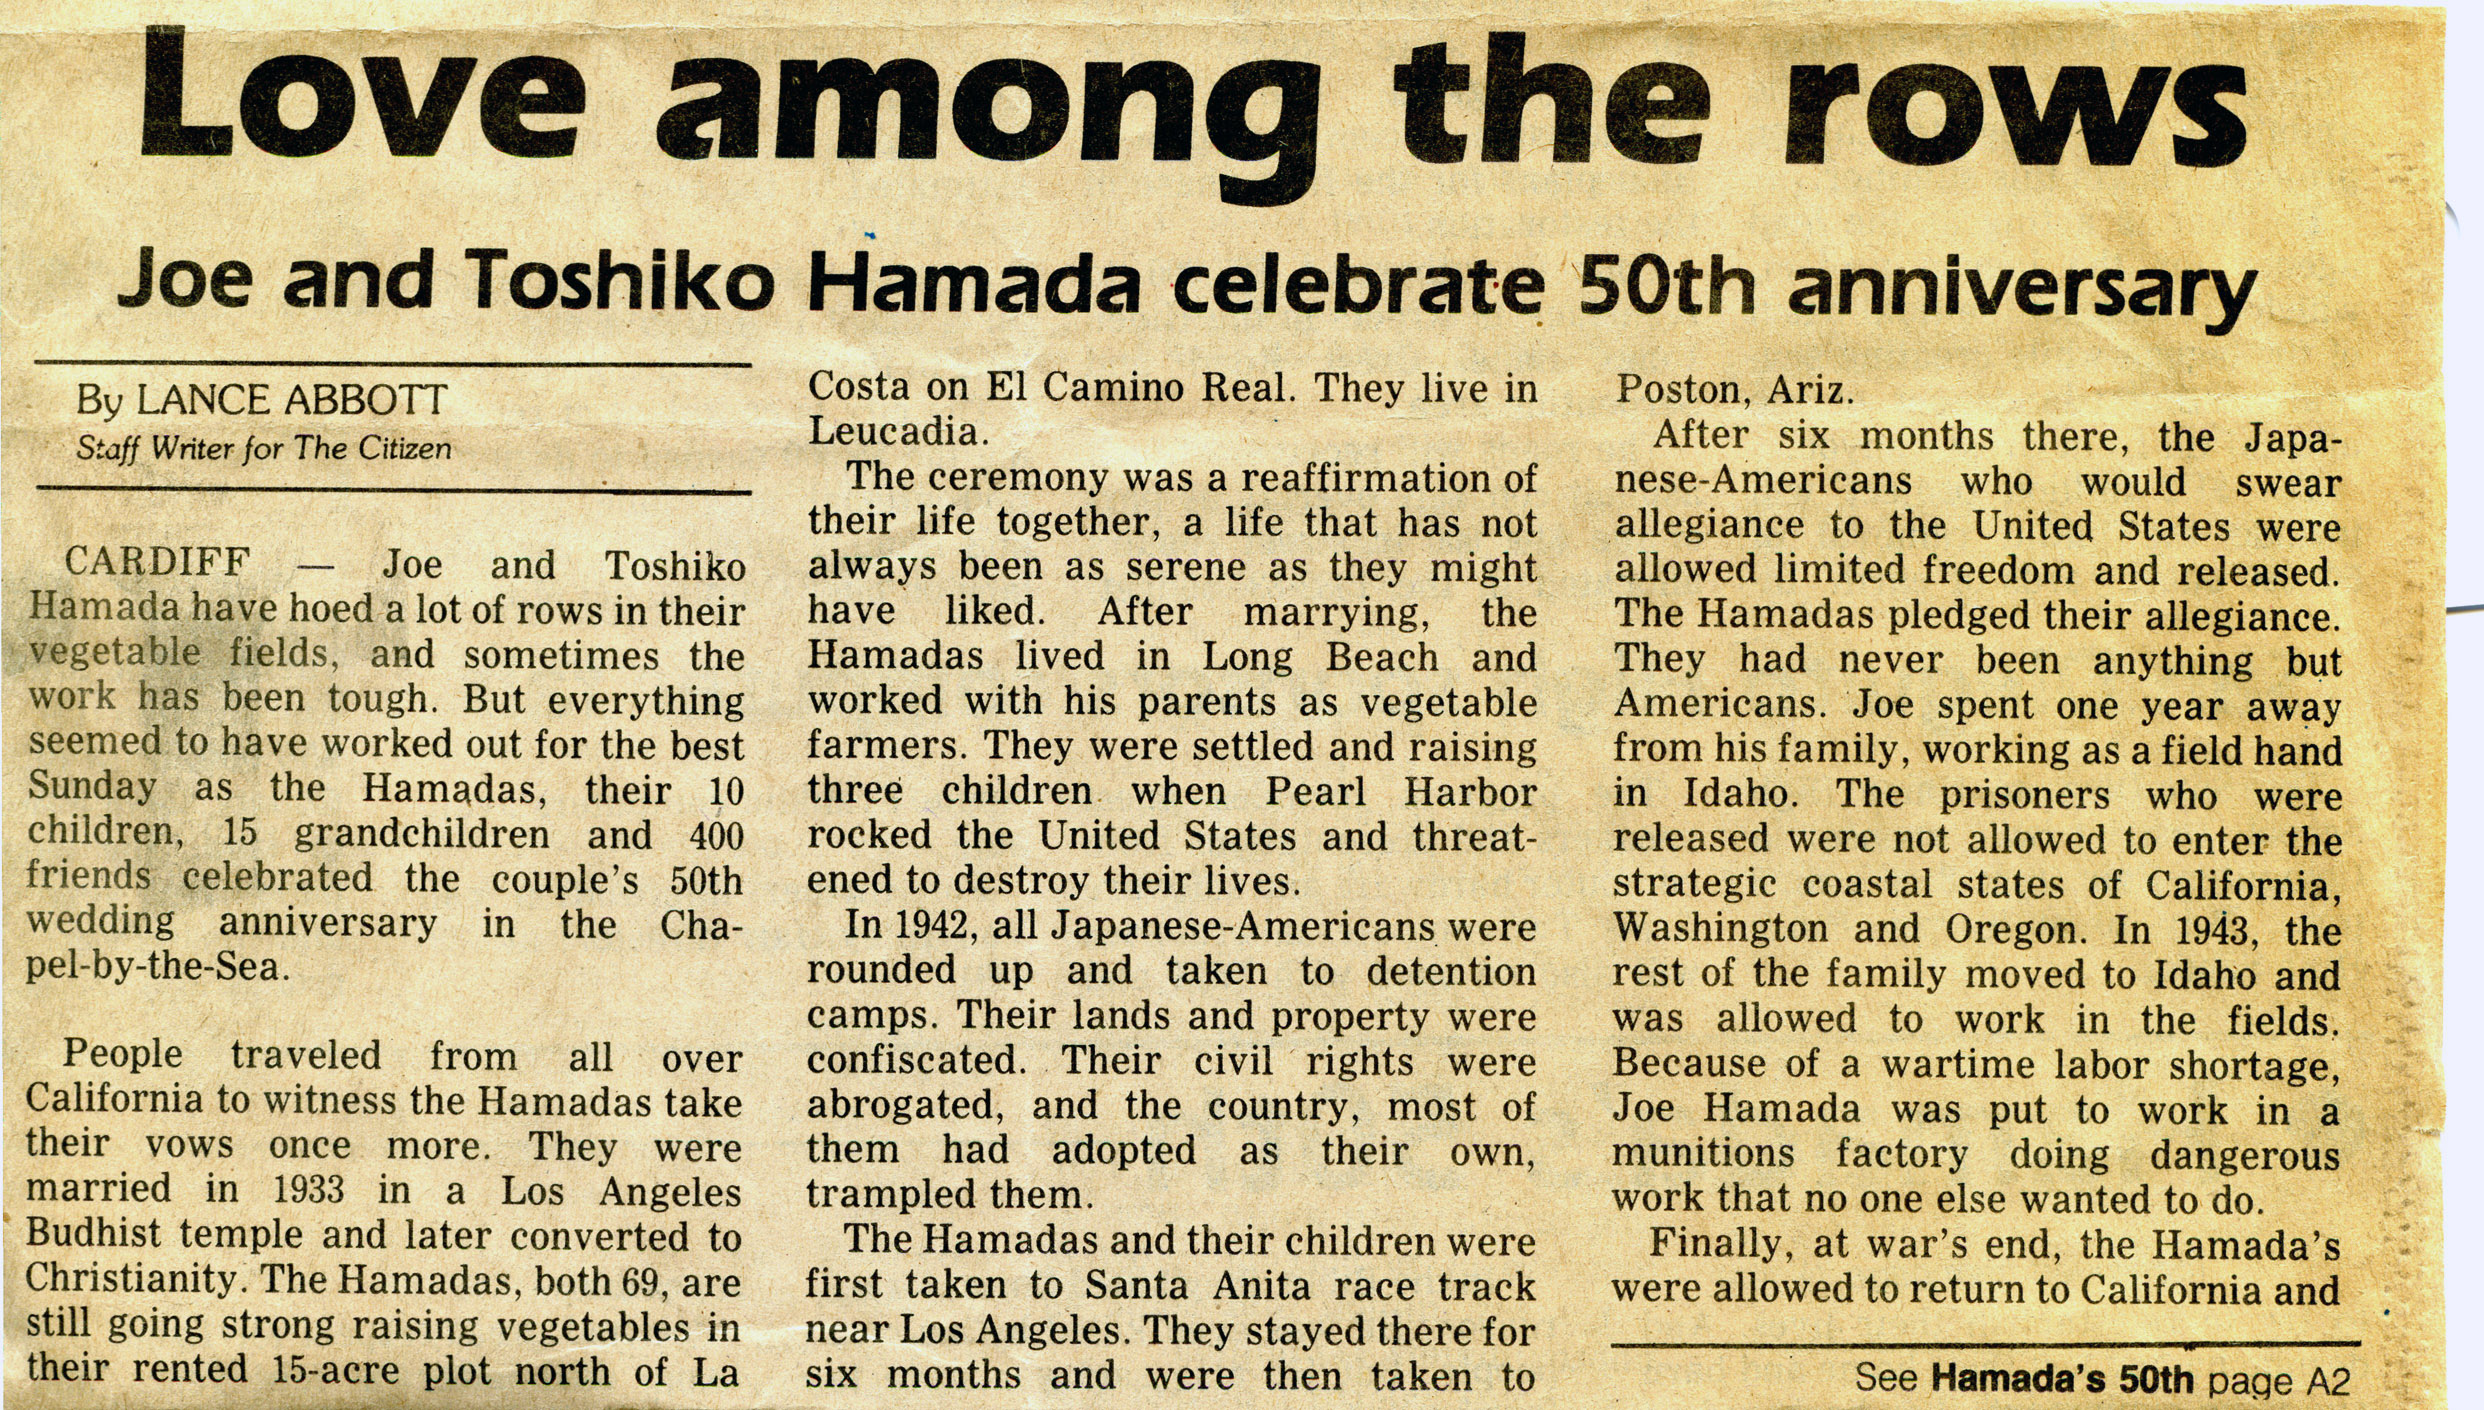 Love among the rows
Joe and Toshiko Hamada celebrate 50th anniversary
By LANCE ABBOTT
Staff Writer for The Citizen
CARDIFF — Joe and Toshiko
Hamada have hoed a lot of rows in their
vegetable fields, and sometimes the
work has been tough. But everything
seemed to have worked out for the best
Sunday as the Hamadas, their 10
children, 15 grandchildren and 400
friends celebrated the couple's 50th
wedding anniversary in the Cha-
pel-by-the-Sea.
People traveled from all over
California to witness the Hamadas take
their vows once more. They were
married in 1933 in a Los Angeles
Budhist temple and later converted to
Christianity. The Hamadas, both 69, are
still going strong raising vegetables in
their rented 15-acre plot north of La
Costa on El Camino Real. They live in
Leucadia.
The ceremony was a reaffirmation of
their life together, a life that has not
always been as serene as they might
have liked. After marrying, the
Hamadas lived in Long Beach and
worked with his parents as vegetable
farmers. They were settled and raising
three children when Pearl Harbor
rocked the United States and threat-
ened to destroy their lives.
In 1942, all Japanese-Americans were
rounded up and taken to detention
camps. Their lands and property were
confiscated. Their civil rights were
abrogated, and the country, most of
them had adopted as their own,
trampled them.
The Hamadas and their children were
first taken to Santa Anita race track
near Los Angeles. They stayed there for
six months and were then taken to
Poston, Ariz.
After six months there, the Japa-
nese-Americans who would swear
allegiance to the United States were
allowed limited freedom and released.
The Hamadas pledged their allegiance.
They had never been anything but
Americans. Joe spent one year away
from his family, working as a field hand
in Idaho. The prisoners who were
released were not allowed to enter the
strategic coastal states of California,
Washington and Oregon. In 1943, the
rest of the family moved to Idaho and
was allowed to work in the fields.
Because of a wartime labor shortage,
Joe Hamada was put to work in a
munitions factory doing dangerous
work that no one else wanted to do.
Finally, at war's end, the Hamada's
were allowed to return to California and
See Hamada's 50th page A2